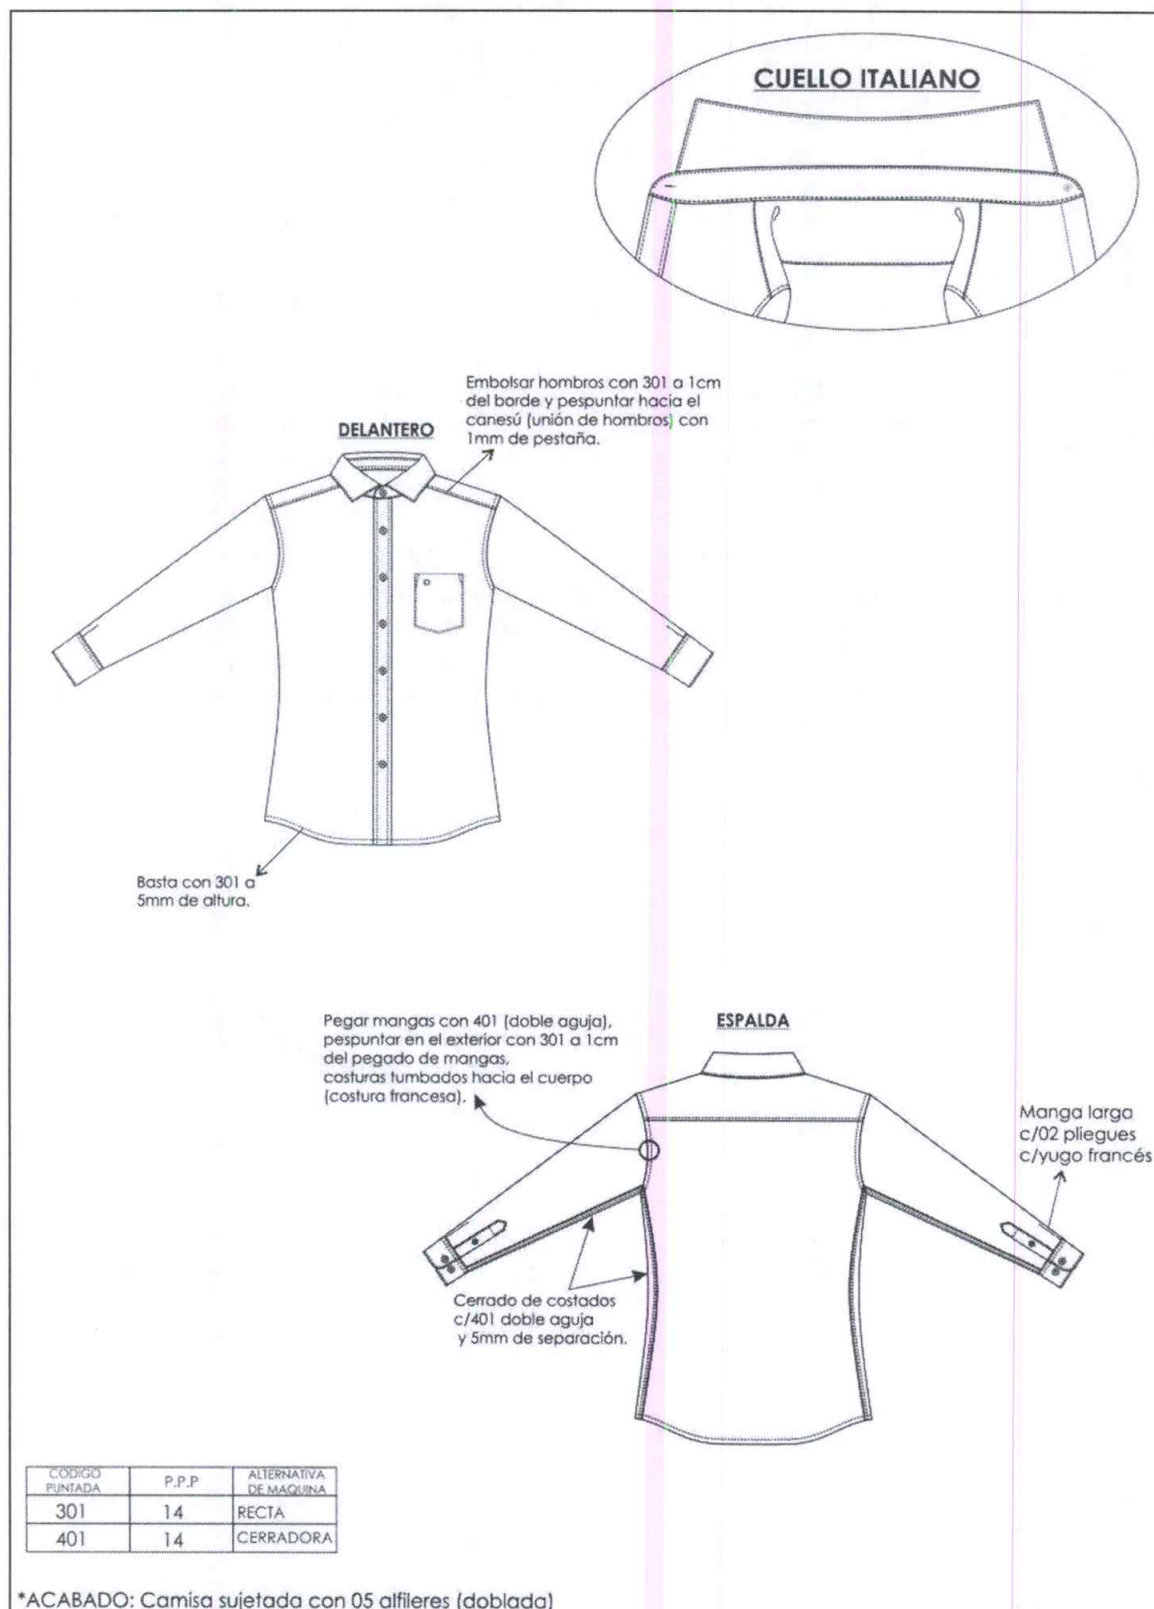 CUELLO ITALIANO
Embolsar hombros con 301 a 1cm
del borde y pespuntar hacia el
canesú (unión de hombros) con
1mm de pestaña.
DELANTERO
Basta con 301 a
5mm de altura.
Pegar mangas con 401 (doble aguja),
pespuntar en el exterior con 301 a 1cm
del pegado de mangas,
costuras tumbados hacia el cuerpo
(costura francesa).
ESPALDA
Manga larga
c/02 pliegues
c/yugo francés
Cerrado de costados
c/401 doble aguja
y 5mm de separación.
CODIGO PUNTADA P.P.P ALTERNATIVA DE MAQUINA
301 14 RECTA
401 14 CERRADORA
*ACABADO: Camisa sujetada con 05 alfileres (doblada)